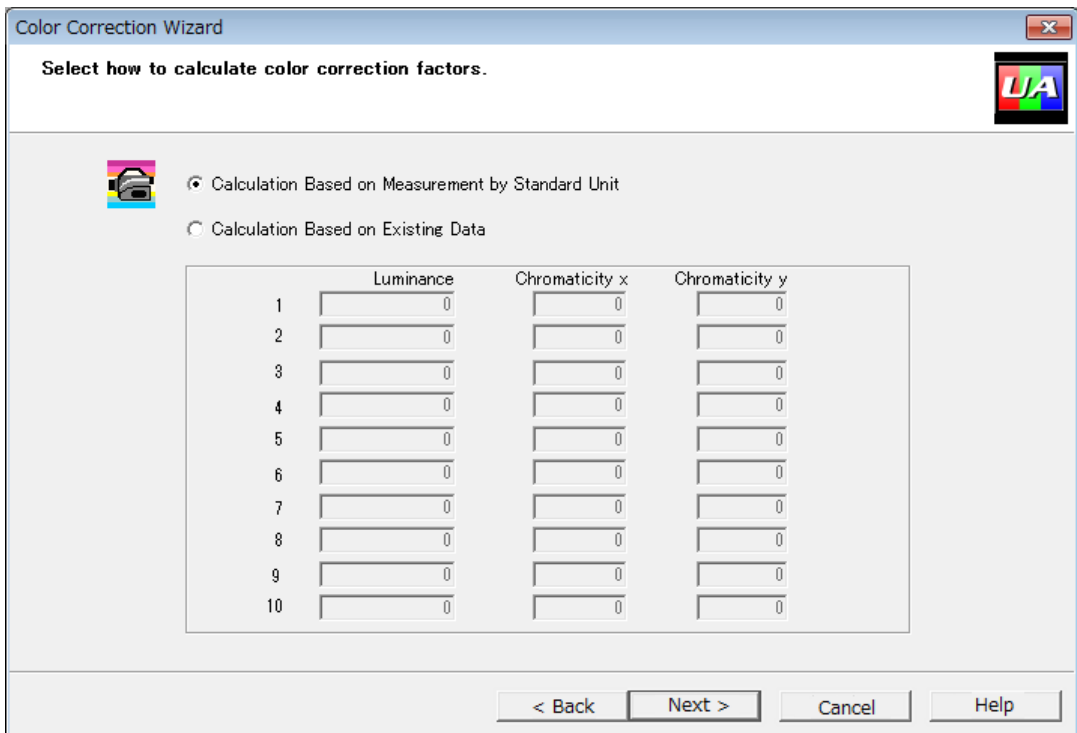 Color Correction Wizard
Select how to calculate color correction factors.
UA
Calculation Based on Measurement by Standard Unit
Calculation Based on Existing Data
Luminance Chromaticity x Chromaticity y
1 0 0 0
2 0 0 0
3 0 0 0
4 0 0 0
5 0 0 0
6 0 0 0
7 0 0 0
8 0 0 0
9 0 0 0
10 0 0 0
< Back Next > Cancel Help